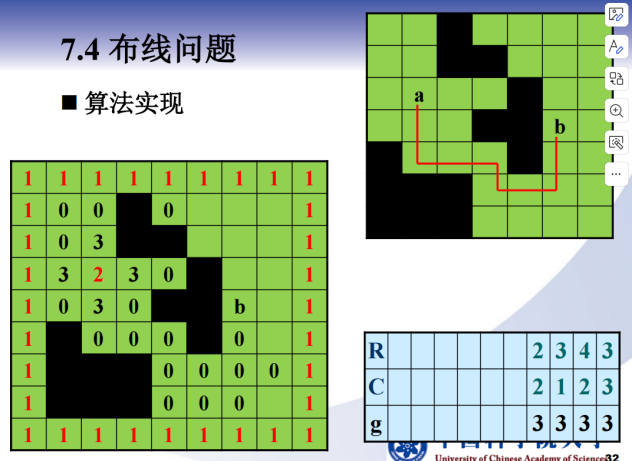 7.4 布线问题
■ 算法实现
a
b
1 1 1 1 1 1 1 1 1
1 0 0 0 1
1 0 3 1
1 3 2 3 0 1
1 0 3 0 b 1
1 0 0 0 0 1
1 0 0 0 0 1
1 0 0 0 1
1 1 1 1 1 1 1 1 1
R 2 3 4 3
C 2 1 2 3
g 3 3 3 3
University of Chinese Academy of Sciences
32